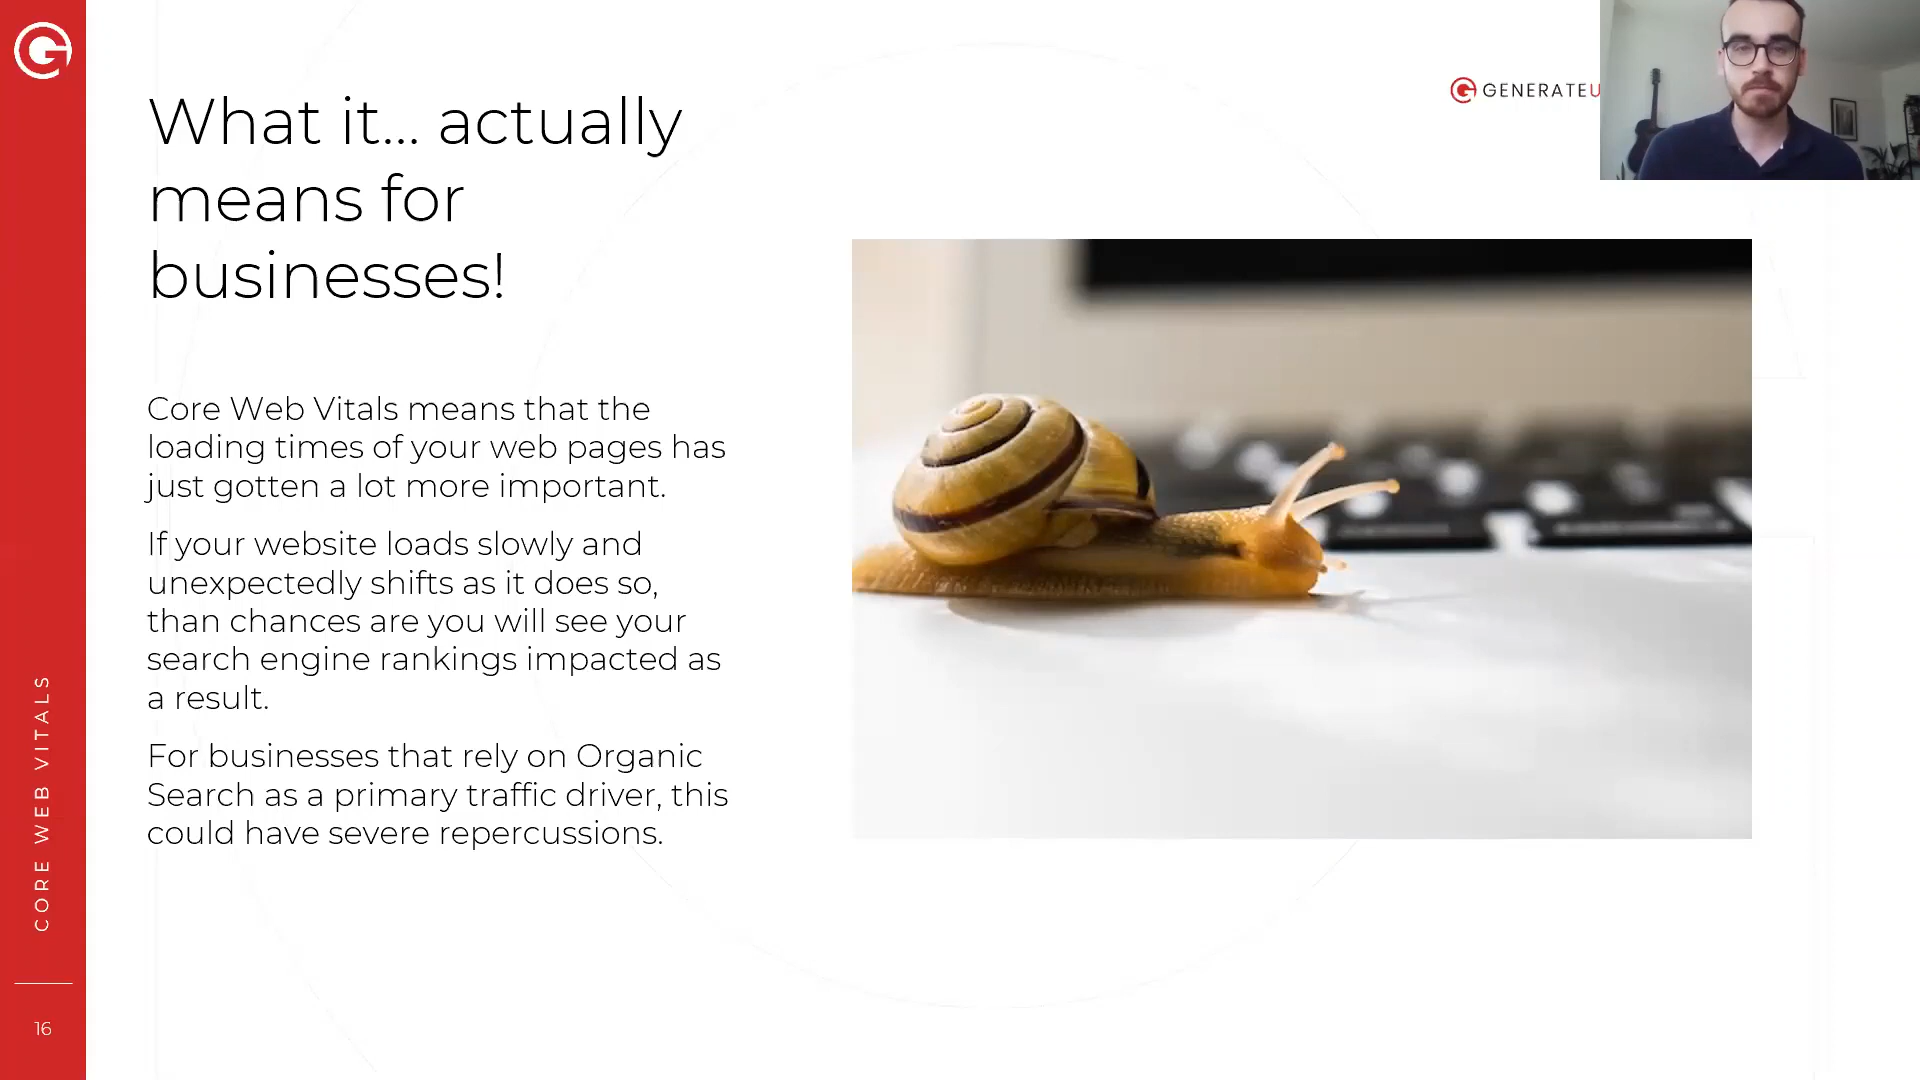 What it... actually
means for
businesses!
GENERATEU
Core Web Vitals means that the
loading times of your web pages has
just gotten a lot more important.
If your website loads slowly and
unexpectedly shifts as it does so,
than chances are you will see your
search engine rankings impacted as
a result.
For businesses that rely on Organic
Search as a primary traffic driver, this
could have severe repercussions.
CORE WEB VITALS
16